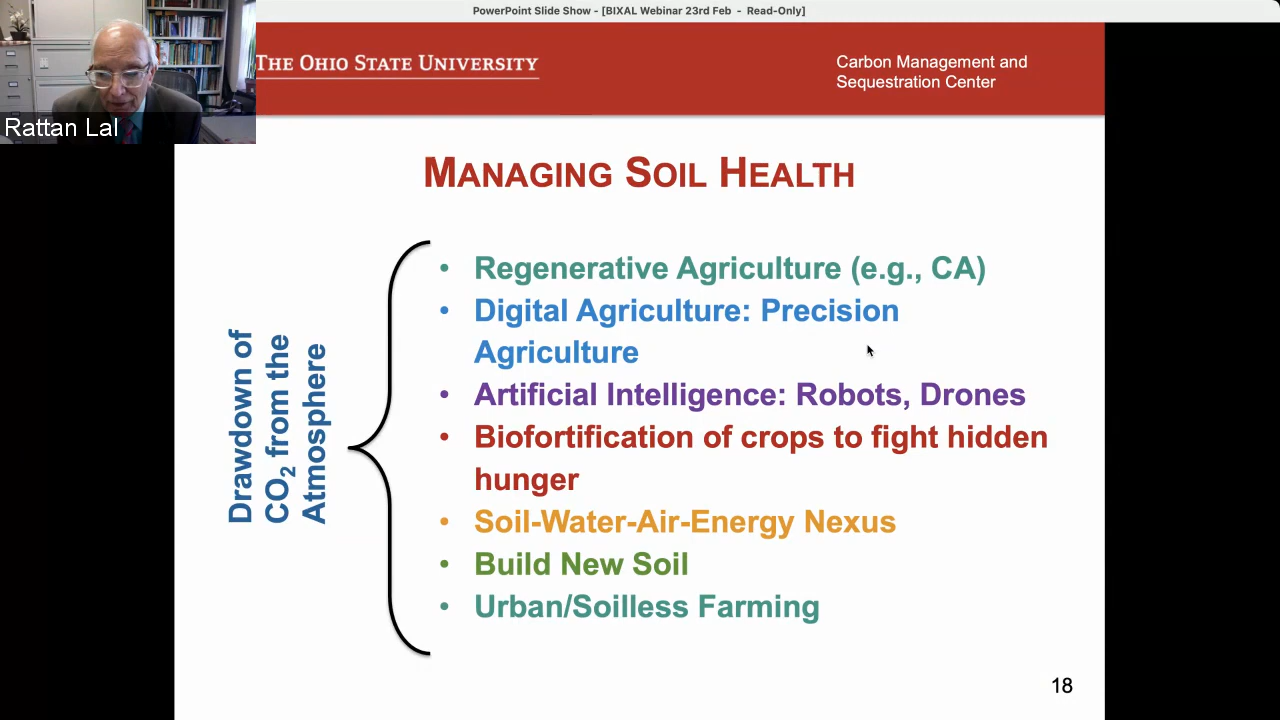 PowerPoint Slide Show - [BIXAL Webinar 23rd Feb - Read-Only]
THE OHIO STATE UNIVERSITY
Carbon Management and
Sequestration Center
Rattan Lal
MANAGING SOIL HEALTH
Drawdown of
CO₂ from the
Atmosphere
• Regenerative Agriculture (e.g., CA)
• Digital Agriculture: Precision
Agriculture
• Artificial Intelligence: Robots, Drones
• Biofortification of crops to fight hidden
hunger
• Soil-Water-Air-Energy Nexus
• Build New Soil
• Urban/Soilless Farming
18